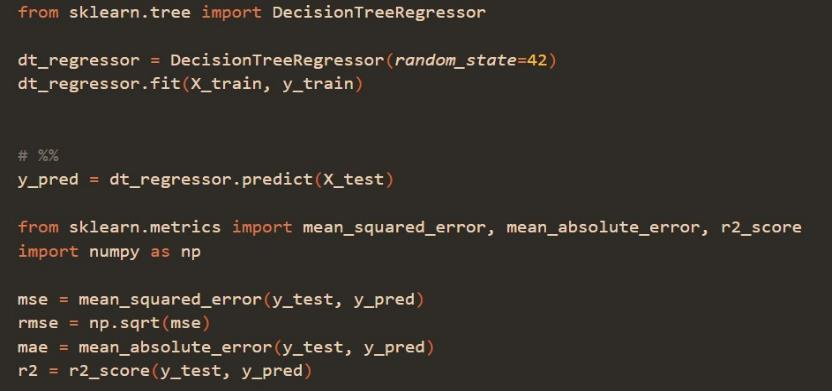 from sklearn.tree import DecisionTreeRegressor
dt_regressor = DecisionTreeRegressor(random_state=42)
dt_regressor.fit(X_train, y_train)
# %%
y_pred = dt_regressor.predict(X_test)
from sklearn.metrics import mean_squared_error, mean_absolute_error, r2_score
import numpy as np
mse = mean_squared_error(y_test, y_pred)
rmse = np.sqrt(mse)
mae = mean_absolute_error(y_test, y_pred)
r2 = r2_score(y_test, y_pred)